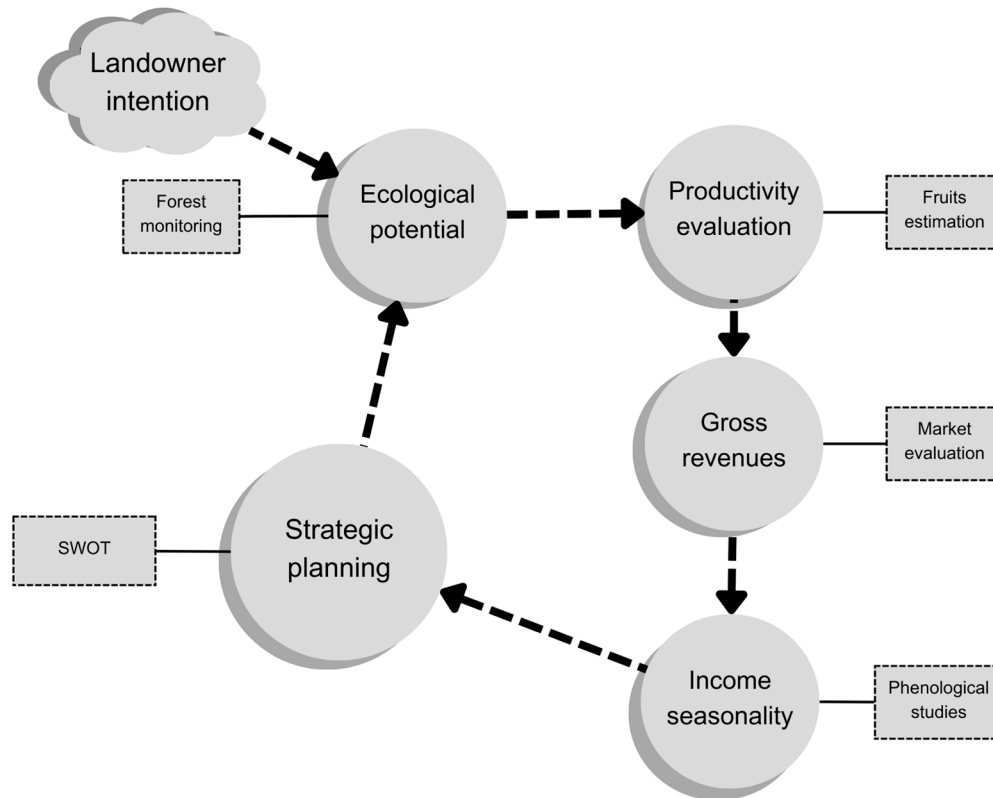 Landowner
intention
Ecological
potential
Forest
monitoring
Productivity
evaluation
Fruits
estimation
Gross
revenues
Market
evaluation
Income
seasonality
Phenological
studies
Strategic
planning
SWOT